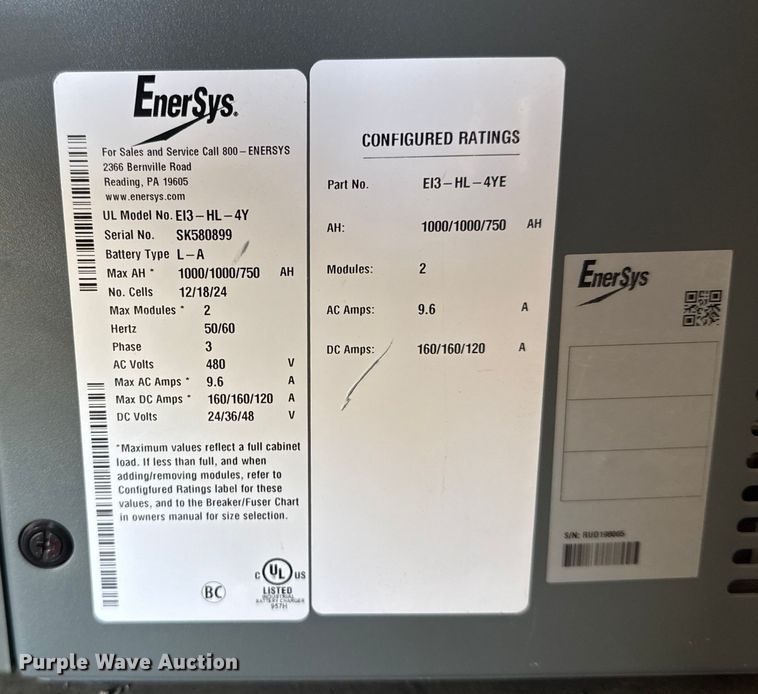 EnerSys.
For Sales and Service Call 800-ENERSYS
2366 Bernville Road
Reading, PA 19605
www.enersys.com
UL Model No. EI3-HL-4Y
Serial No. SK580899
Battery Type L-A
Max AH * 1000/1000/750 AH
No. Cells 12/18/24
Max Modules * 2
Hertz 50/60
Phase 3
AC Volts 480 V
Max AC Amps * 9.6 A
Max DC Amps * 160/160/120 A
DC Volts 24/36/48 V
*Maximum values reflect a full cabinet
load. If less than full, and when
adding/removing modules, refer to
Configfured Ratings label for these
values, and to the Breaker/Fuser Chart
in owners manual for size selection.
BC
C UL US
LISTED
INDUSTRIAL
BATTERY CHARGER
957H
CONFIGURED RATINGS
Part No. EI3-HL-4YE
AH: 1000/1000/750 AH
Modules: 2
AC Amps: 9.6 A
DC Amps: 160/160/120 A
EnerSys
S/N:
Purple Wave Auction